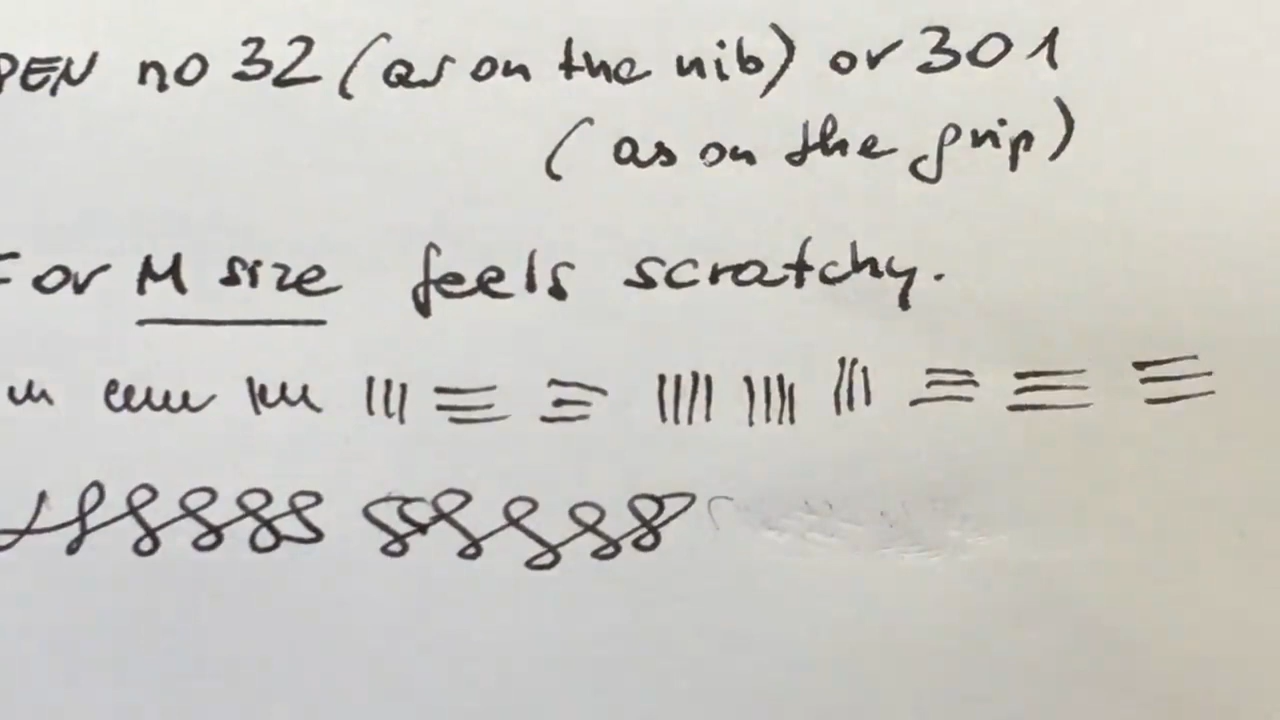 PEN no 32 (as on the nib) or 301
(as on the grip)
For M size feels scratchy.